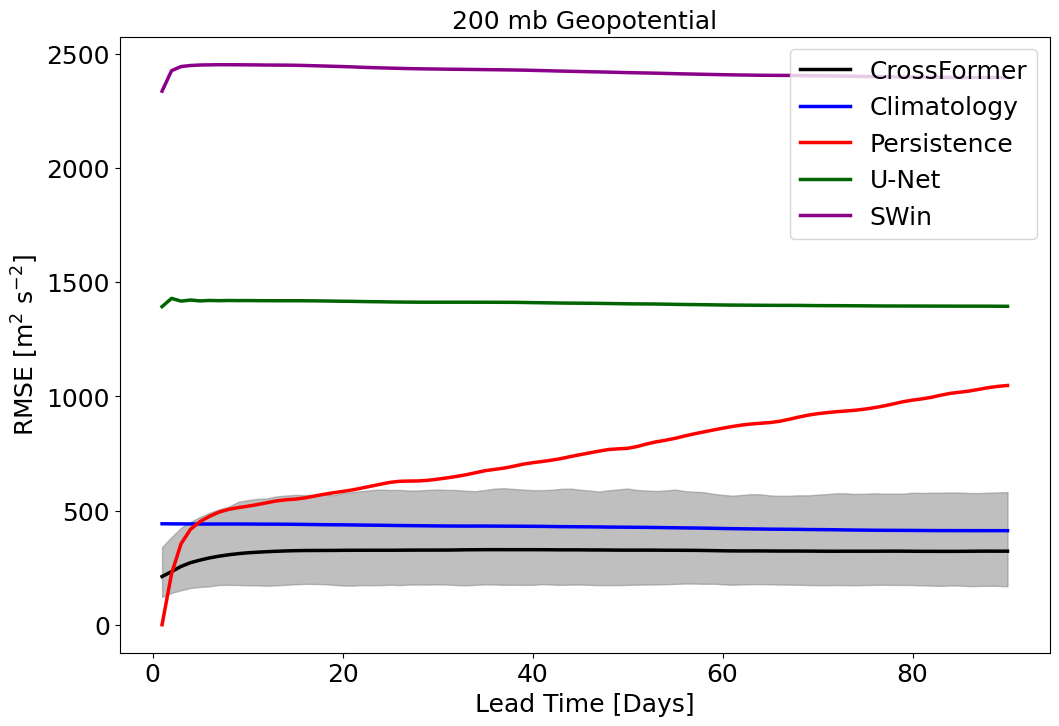 200 mb Geopotential
2500
2000
1500
1000
500
0
RMSE [m² s⁻²]
CrossFormer
Climatology
Persistence
U-Net
SWin
0 20 40 60 80
Lead Time [Days]